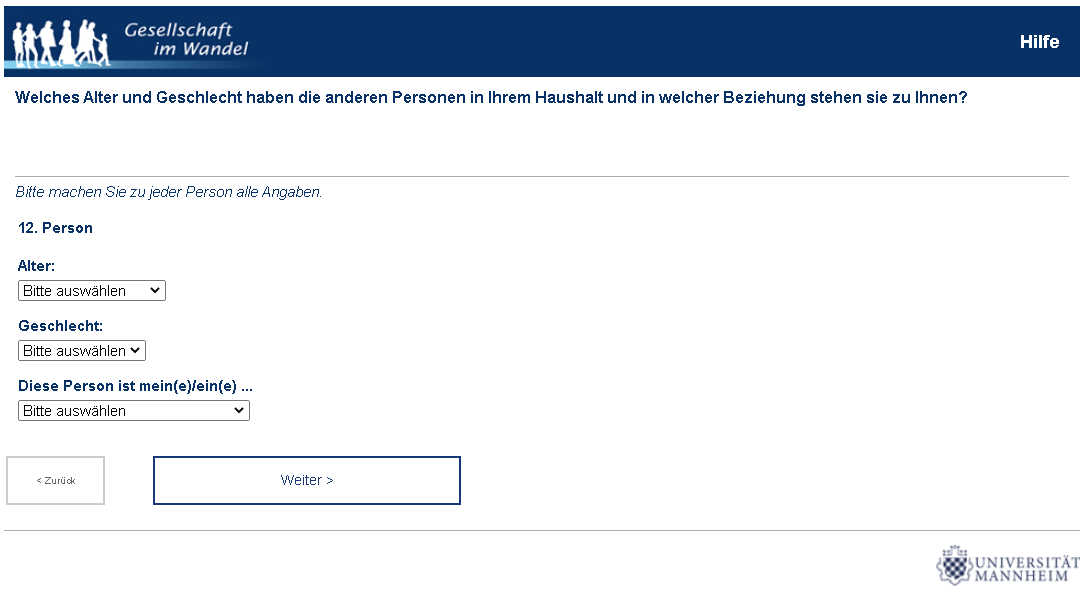 Gesellschaft
im Wandel
Hilfe
Welches Alter und Geschlecht haben die anderen Personen in Ihrem Haushalt und in welcher Beziehung stehen sie zu Ihnen?
Bitte machen Sie zu jeder Person alle Angaben.
12. Person
Alter:
Bitte auswählen
Geschlecht:
Bitte auswählen
Diese Person ist mein(e)/ein(e) ...
Bitte auswählen
< Zurück
Weiter >
UNIVERSITÄT
MANNHEIM